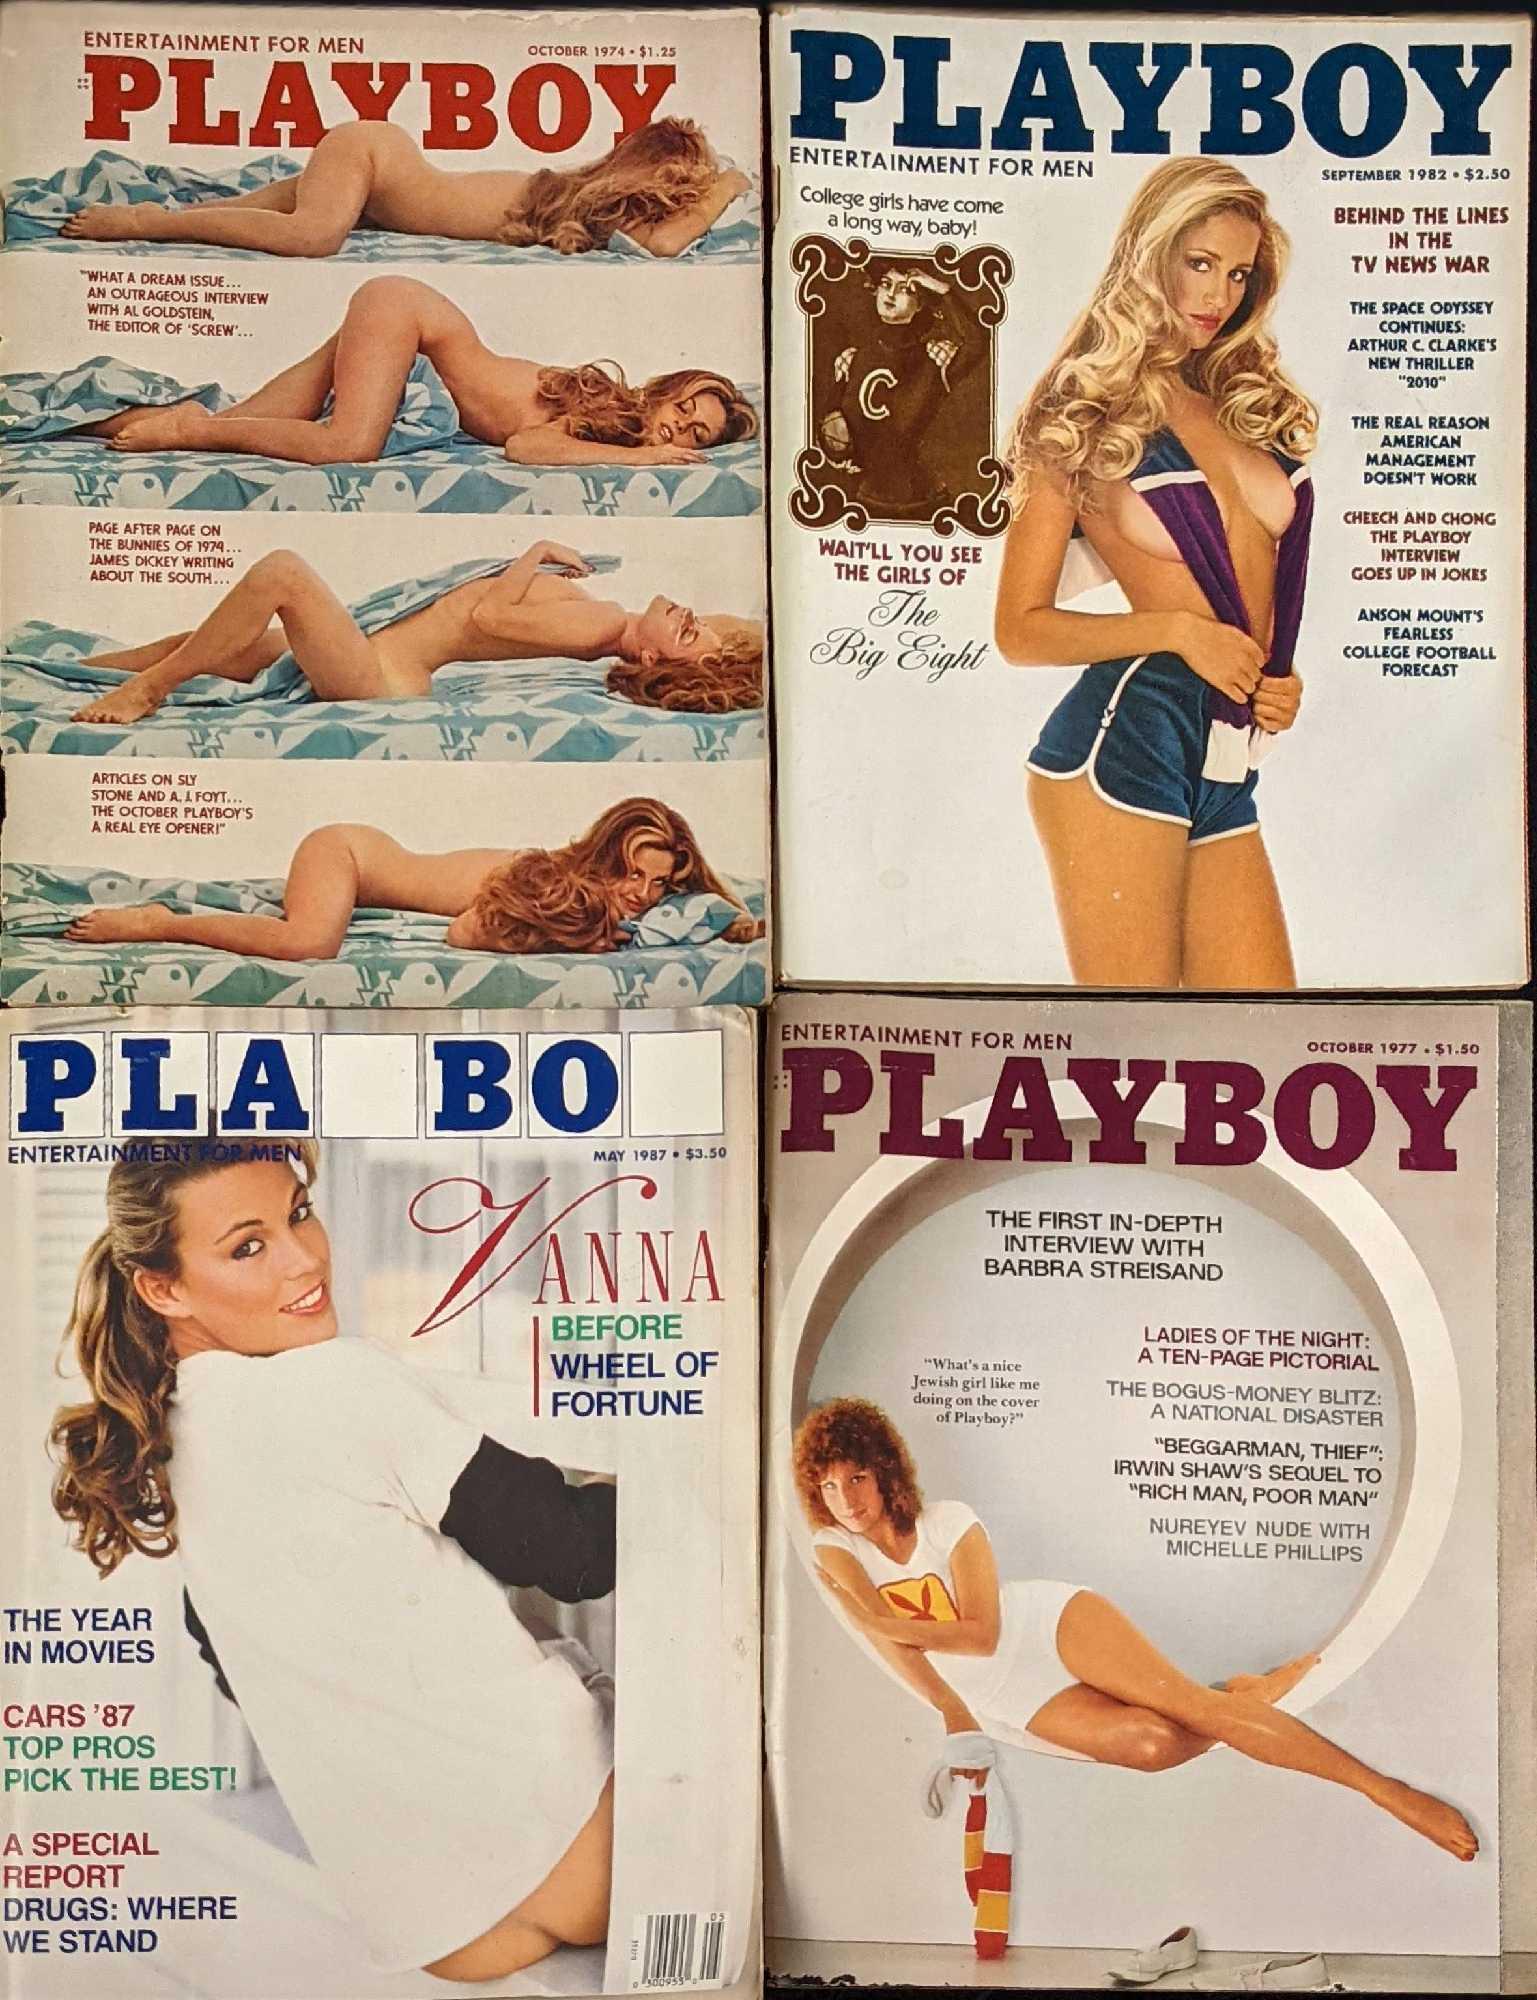 ENTERTAINMENT FOR MEN
OCTOBER 1974 • $1.25
PLAYBOY
"WHAT A DREAM ISSUE...
AN OUTRAGEOUS INTERVIEW
WITH AL GOLDSTEIN,
THE EDITOR OF 'SCREW'...
PAGE AFTER PAGE ON
THE BUNNIES OF 1974...
JAMES DICKEY WRITING
ABOUT THE SOUTH...
ARTICLES ON SLY
STONE AND A. J. FOYT...
THE OCTOBER PLAYBOY'S
A REAL EYE OPENER!"
PLAYBOY
ENTERTAINMENT FOR MEN
SEPTEMBER 1982 • $2.50
College girls have come
a long way, baby!
C
WAIT'LL YOU SEE
THE GIRLS OF
The
Big Eight
BEHIND THE LINES
IN THE
TV NEWS WAR
THE SPACE ODYSSEY
CONTINUES:
ARTHUR C. CLARKE'S
NEW THRILLER
"2010"
THE REAL REASON
AMERICAN
MANAGEMENT
DOESN'T WORK
CHEECH AND CHONG
THE PLAYBOY
INTERVIEW
GOES UP IN JOKES
ANSON MOUNT'S
FEARLESS
COLLEGE FOOTBALL
FORECAST
PLA BO
ENTERTAINMENT FOR MEN
MAY 1987 • $3.50
VANNA
BEFORE
WHEEL OF
FORTUNE
THE YEAR
IN MOVIES
CARS '87
TOP PROS
PICK THE BEST!
A SPECIAL
REPORT
DRUGS: WHERE
WE STAND
05
ENTERTAINMENT FOR MEN
OCTOBER 1977 • $1.50
PLAYBOY
THE FIRST IN-DEPTH
INTERVIEW WITH
BARBRA STREISAND
"What's a nice
Jewish girl like me
doing on the cover
of Playboy?"
LADIES OF THE NIGHT:
A TEN-PAGE PICTORIAL
THE BOGUS-MONEY BLITZ:
A NATIONAL DISASTER
"BEGGARMAN, THIEF":
IRWIN SHAW'S SEQUEL TO
"RICH MAN, POOR MAN"
NUREYEV NUDE WITH
MICHELLE PHILLIPS